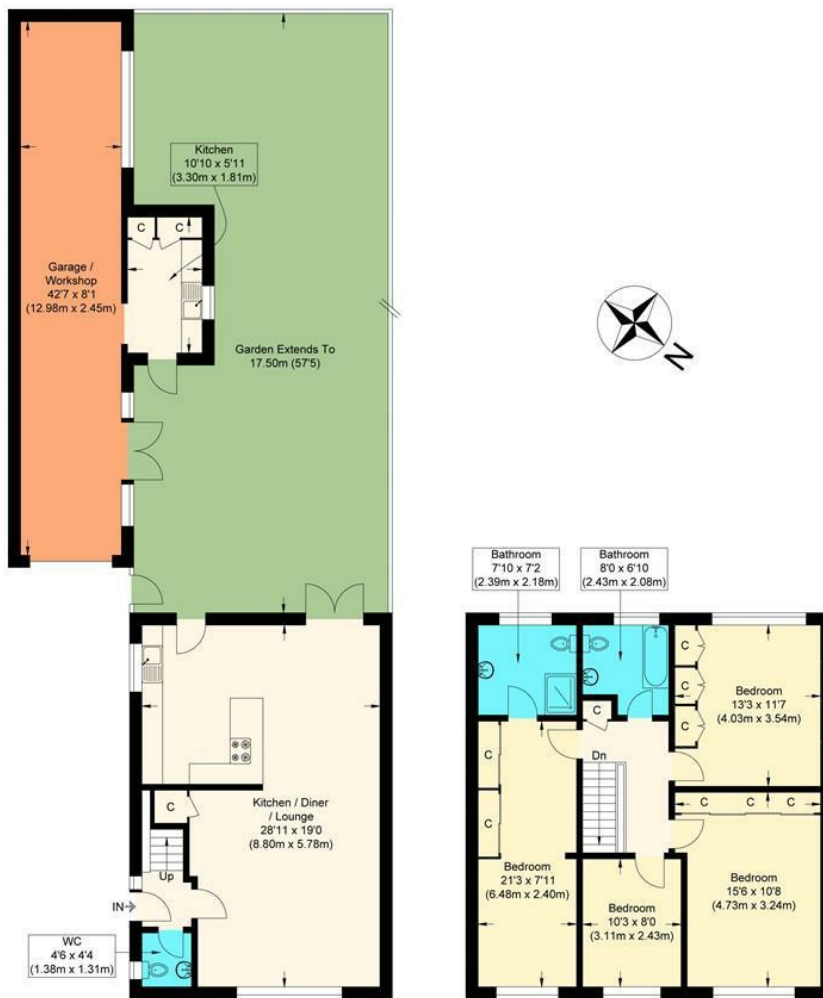 Kitchen
10'10 x 5'11
(3.30m x 1.81m)
C
C
Garage /
Workshop
42'7 x 8'1
(12.98m x 2.45m)
Garden Extends To
17.50m (57'5)
N
Kitchen / Diner
/ Lounge
28'11 x 19'0
(8.80m x 5.78m)
C
Up
IN
WC
4'6 x 4'4
(1.38m x 1.31m)
Bathroom
7'10 x 7'2
(2.39m x 2.18m)
Bathroom
8'0 x 6'10
(2.43m x 2.08m)
C
C
C
Bedroom
13'3 x 11'7
(4.03m x 3.54m)
C
Dn
C
C
Bedroom
21'3 x 7'11
(6.48m x 2.40m)
Bedroom
10'3 x 8'0
(3.11m x 2.43m)
C C C
Bedroom
15'6 x 10'8
(4.73m x 3.24m)